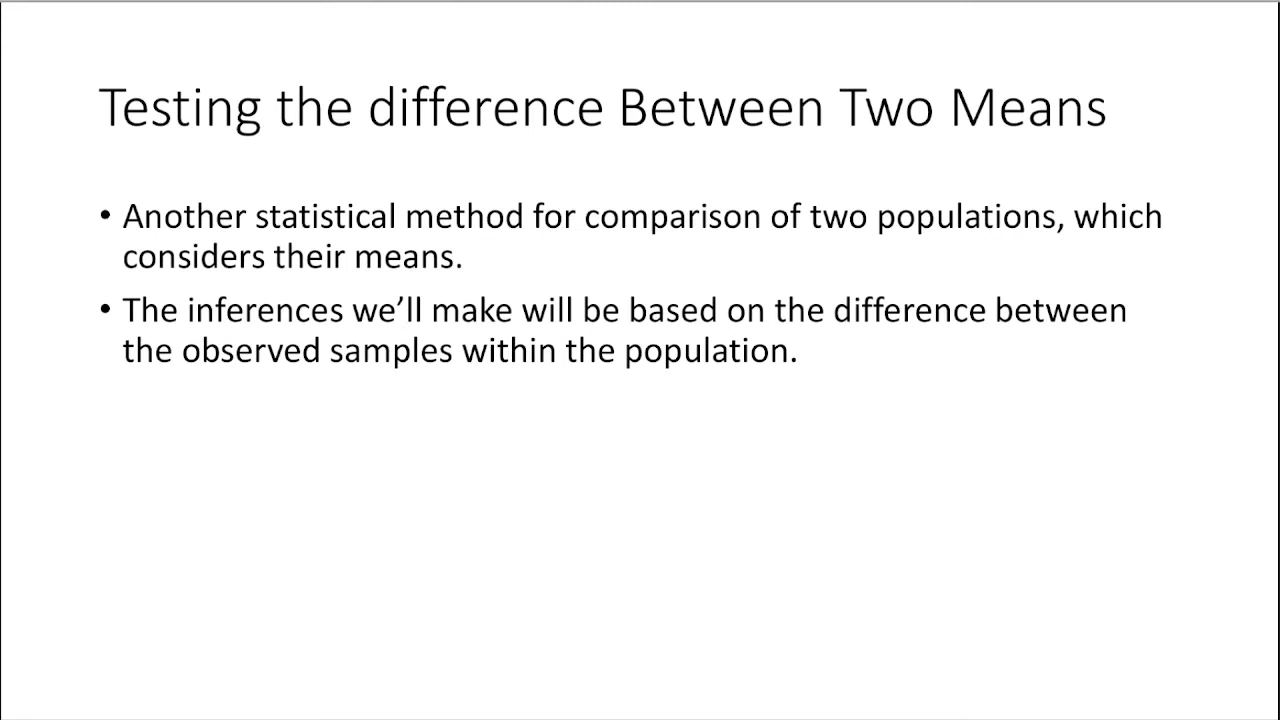 Testing the difference Between Two Means
• Another statistical method for comparison of two populations, which
considers their means.
• The inferences we’ll make will be based on the difference between
the observed samples within the population.